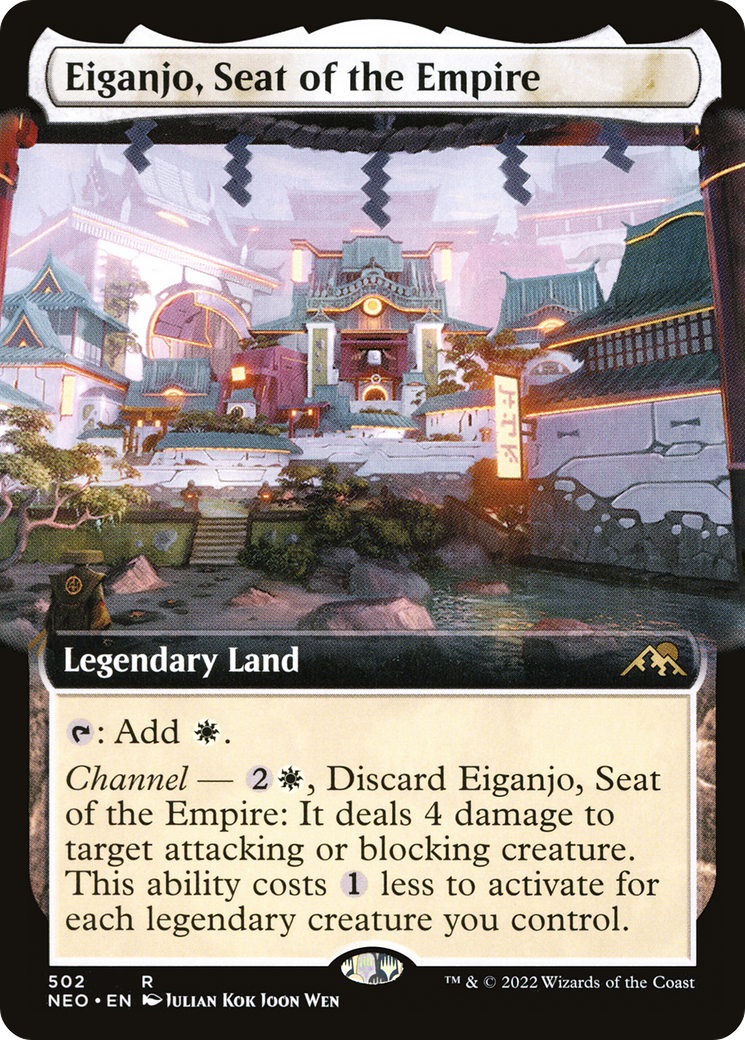 Eiganjo, Seat of the Empire
Legendary Land
: Add .
Channel — 2, Discard Eiganjo, Seat
of the Empire: It deals 4 damage to
target attacking or blocking creature.
This ability costs 1 less to activate for
each legendary creature you control.
502 R
NEO • EN Julian Kok Joon Wen
™ & © 2022 Wizards of the Coast